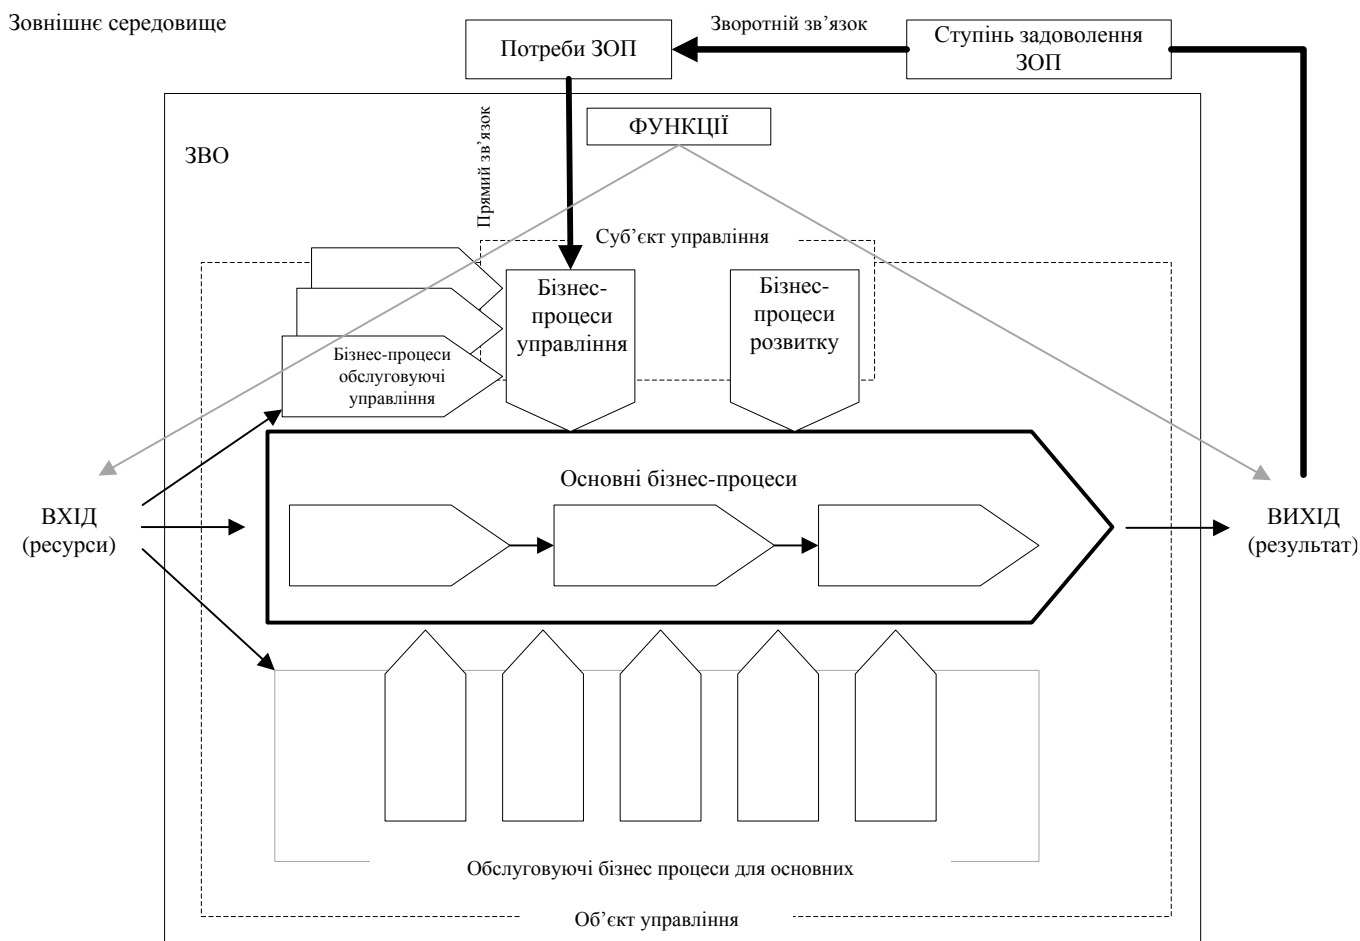 Зовнішнє середовище
Потреби ЗОП
Зворотній зв’язок
Ступінь задоволення
ЗОП
ФУНКЦІЇ
ЗВО
Прямий зв’язок
Суб’єкт управління
Бізнес-
процеси
управління
Бізнес-
процеси
розвитку
Бізнес-процеси
обслуговуючі
управління
Основні бізнес-процеси
ВХІД
(ресурси)
ВИХІД
(результат)
Обслуговуючі бізнес процеси для основних
Об’єкт управління